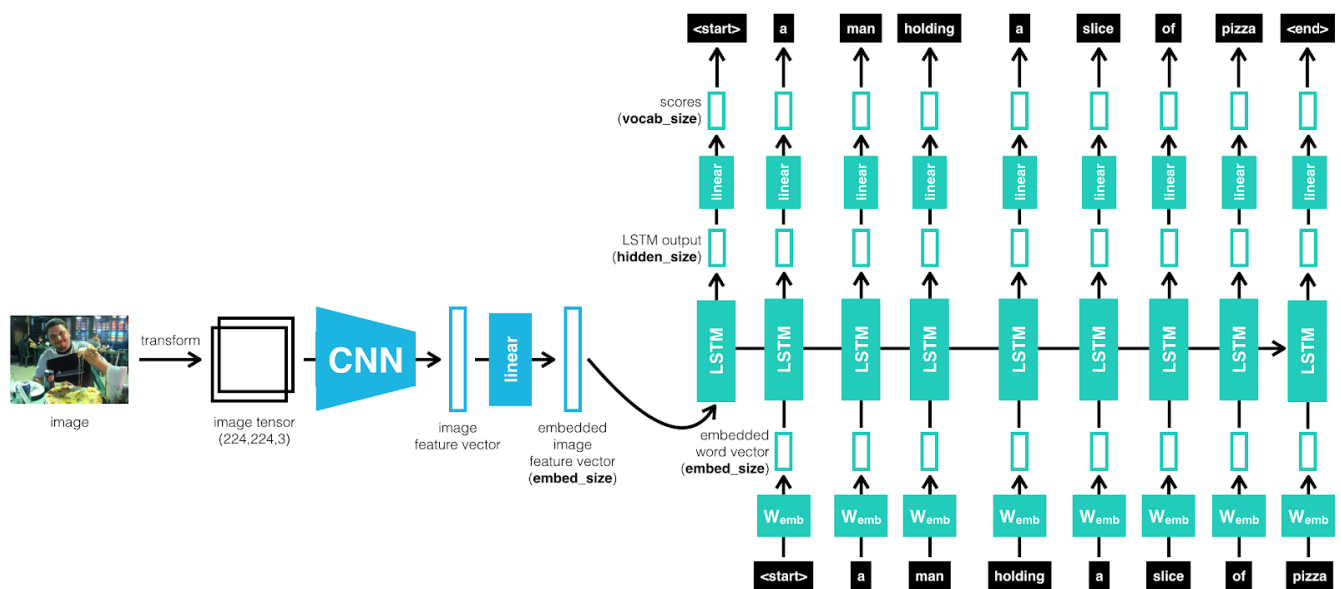 <start> a man holding a slice of pizza <end>
scores
(vocab_size)
linear linear linear linear linear linear linear linear linear
LSTM output
(hidden_size)
LSTM LSTM LSTM LSTM LSTM LSTM LSTM LSTM LSTM
transform
CNN
linear
image
image tensor
(224,224,3)
image
feature vector
embedded
image
feature vector
(embed_size)
embedded
word vector
(embed_size)
Wemb Wemb Wemb Wemb Wemb Wemb Wemb Wemb
<start> a man holding a slice of pizza